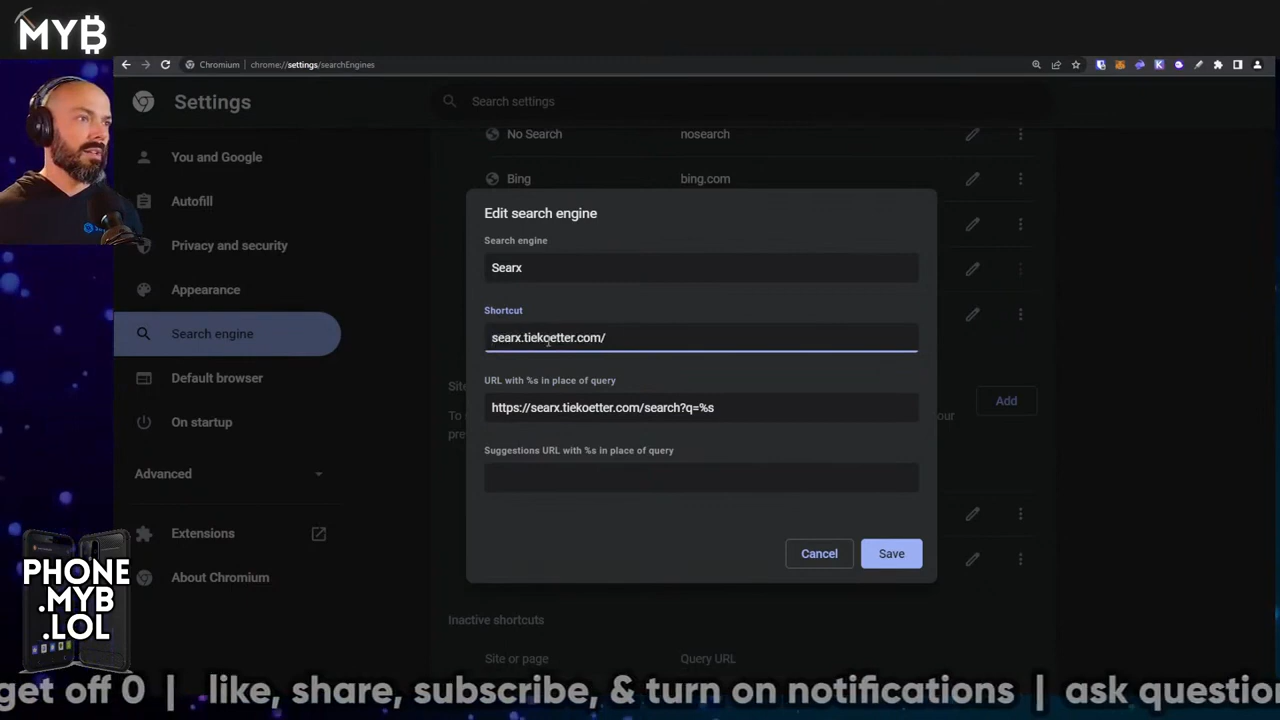 MYB
Chromium | chrome://settings/searchEngines
Settings
Search settings
No Search nosearch
You and Google
Bing bing.com
Autofill
Edit search engine
Search engine
Privacy and security
Searx
Appearance
Shortcut
Search engine
searx.tiekoetter.com/
Default browser
URL with %s in place of query
Site
Add
https://searx.tiekoetter.com/search?q=%s
On startup
Suggestions URL with %s in place of query
Advanced
Extensions
Cancel
Save
About Chromium
PHONE
.MYB
.LOL
Inactive shortcuts
Site or page Query URL
get off 0 | like, share, subscribe, & turn on notifications | ask question